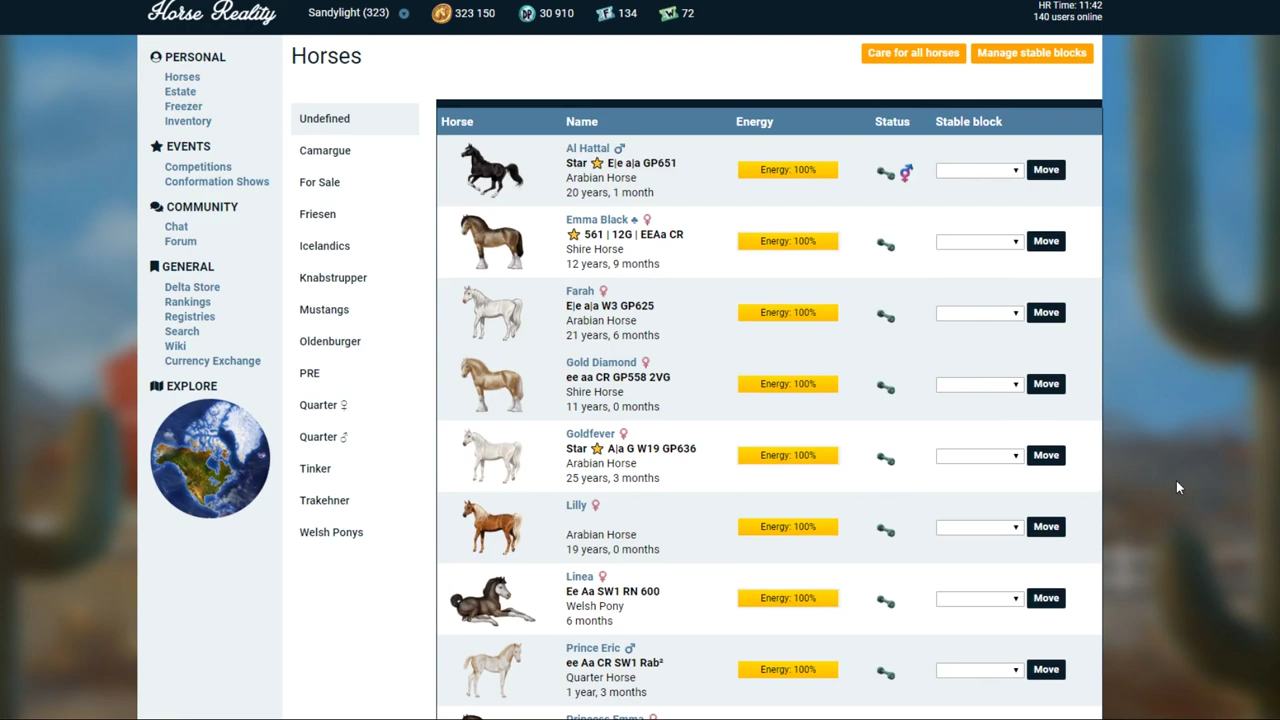 Horse Reality
Sandylight (323)
323 150
DP
30 910
134
72
HR Time: 11:42
140 users online
PERSONAL
Horses
Estate
Freezer
Inventory
EVENTS
Competitions
Conformation Shows
COMMUNITY
Chat
Forum
GENERAL
Delta Store
Rankings
Registries
Search
Wiki
Currency Exchange
EXPLORE
Horses
Care for all horses
Manage stable blocks
Undefined
Camargue
For Sale
Friesen
Icelandics
Knabstrupper
Mustangs
Oldenburger
PRE
Quarter ♀
Quarter ♂
Tinker
Trakehner
Welsh Ponys
Horse Name Energy Status Stable block
Al Hattal ♂
Star ⭐ E|e a|a GP651
Arabian Horse
20 years, 1 month
Energy: 100%
Move
Emma Black ♣ ♀
⭐ 561 | 12G | EEAa CR
Shire Horse
12 years, 9 months
Energy: 100%
Move
Farah ♀
E|e a|a W3 GP625
Arabian Horse
21 years, 6 months
Energy: 100%
Move
Gold Diamond ♀
ee aa CR GP558 2VG
Shire Horse
11 years, 0 months
Energy: 100%
Move
Goldfever ♀
Star ⭐ A|a G W19 GP636
Arabian Horse
25 years, 3 months
Energy: 100%
Move
Lilly ♀
Arabian Horse
19 years, 0 months
Energy: 100%
Move
Linea ♀
Ee Aa SW1 RN 600
Welsh Pony
6 months
Energy: 100%
Move
Prince Eric ♂
ee Aa CR SW1 Rab²
Quarter Horse
1 year, 3 months
Energy: 100%
Move
Princess Emma ♀